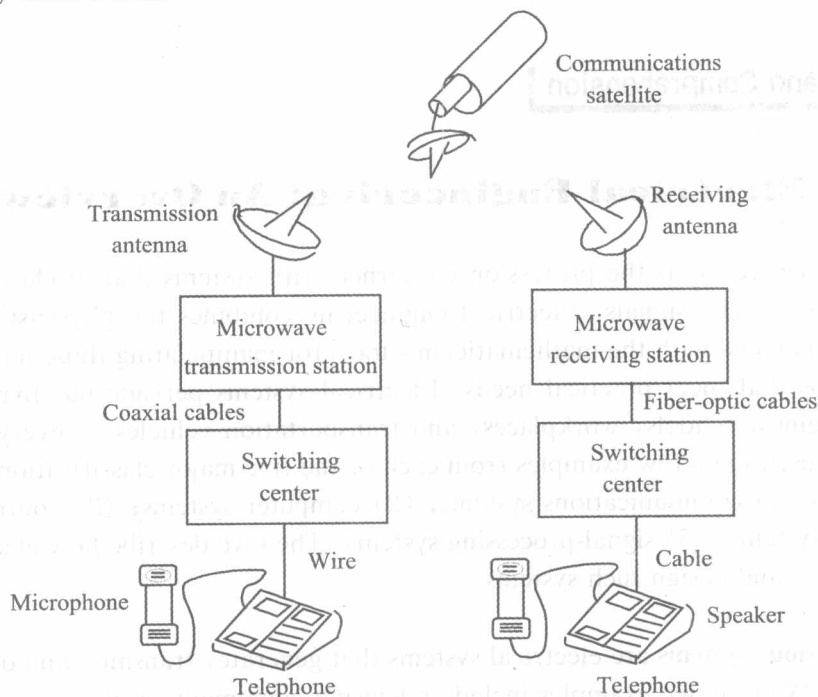 Communications
satellite
Transmission
antenna
Receiving
antenna
Microwave
transmission station
Microwave
receiving station
Coaxial cables
Fiber-optic cables
Switching
center
Switching
center
Wire
Cable
Microphone
Speaker
Telephone
Telephone